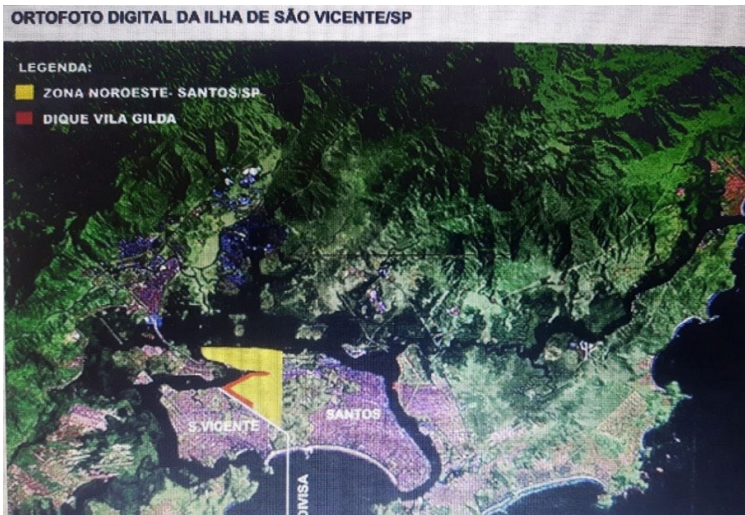 ORTOFOTO DIGITAL DA ILHA DE SÃO VICENTE/SP
LEGENDA:
ZONA NOROESTE- SANTOS/SP
DIQUE VILA GILDA
S.VICENTE
SANTOS
DIVISA